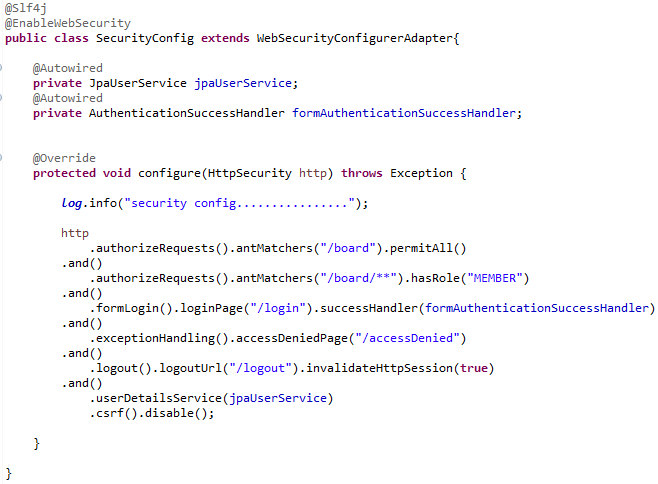 @Slf4j
@EnableWebSecurity
public class SecurityConfig extends WebSecurityConfigurerAdapter{
@Autowired
private JpaUserService jpaUserService;
@Autowired
private AuthenticationSuccessHandler formAuthenticationSuccessHandler;
@Override
protected void configure(HttpSecurity http) throws Exception {
log.info("security config................");
http
.authorizeRequests().antMatchers("/board").permitAll()
.and()
.authorizeRequests().antMatchers("/board/**").hasRole("MEMBER")
.and()
.formLogin().loginPage("/login").successHandler(formAuthenticationSuccessHandler)
.and()
.exceptionHandling().accessDeniedPage("/accessDenied")
.and()
.logout().logoutUrl("/logout").invalidateHttpSession(true)
.and()
.userDetailsService(jpaUserService)
.csrf().disable();
}
}